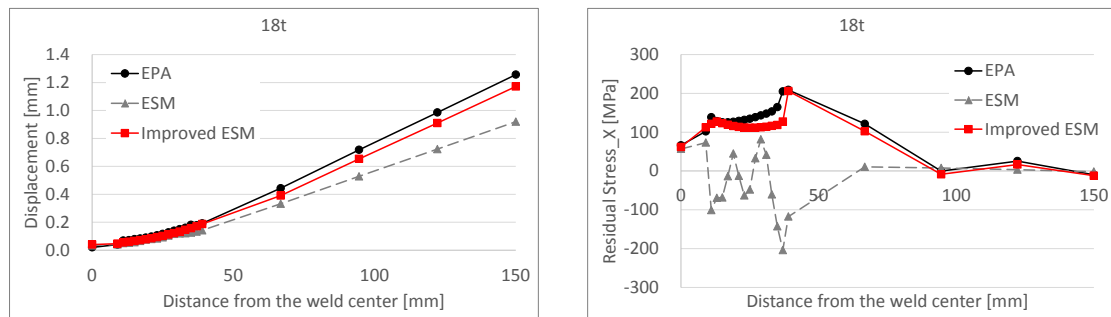 18t
1.4
1.2
1.0
0.8
0.6
0.4
0.2
0.0
Displacement [mm]
EPA
ESM
Improved ESM
0 50 100 150
Distance from the weld center [mm]
18t
300
200
100
0
-100
-200
-300
Residual Stress_X [MPa]
EPA
ESM
Improved ESM
0 50 100 150
Distance from the weld center [mm]